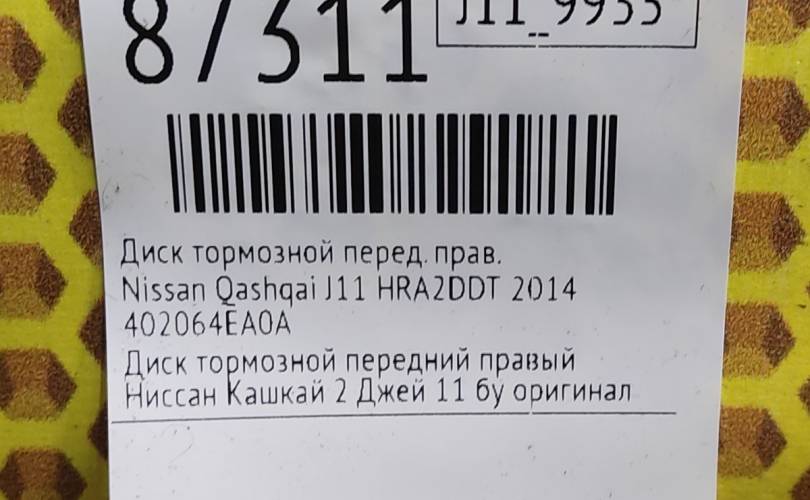 87311
J11_9955
Диск тормозной перед. прав.
Nissan Qashqai J11 HRA2DDT 2014
402064EA0A
Диск тормозной передний правый
Ниссан Кашкай 2 Джей 11 бу оригинал